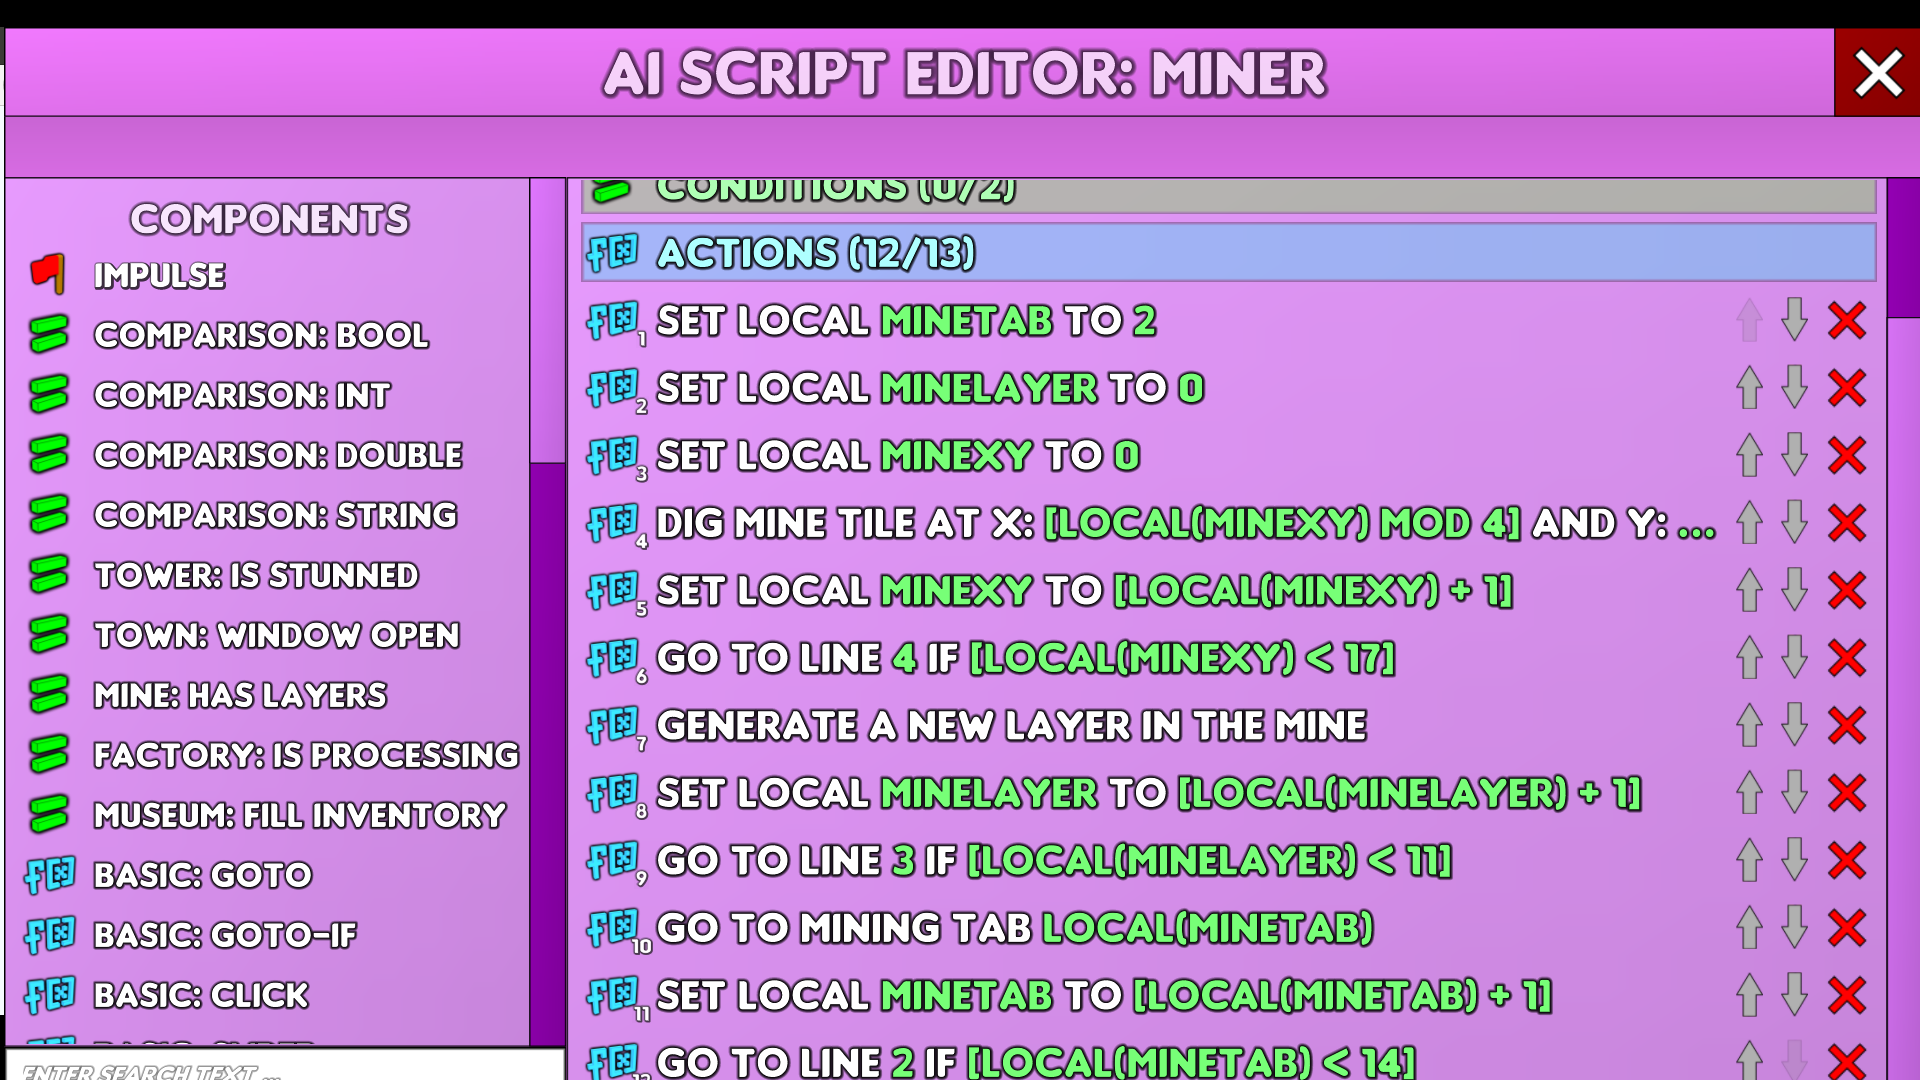 AI SCRIPT EDITOR: MINER
COMPONENTS
IMPULSE
COMPARISON: BOOL
COMPARISON: INT
COMPARISON: DOUBLE
COMPARISON: STRING
TOWER: IS STUNNED
TOWN: WINDOW OPEN
MINE: HAS LAYERS
FACTORY: IS PROCESSING
MUSEUM: FILL INVENTORY
BASIC: GOTO
BASIC: GOTO-IF
BASIC: CLICK
ENTER SEARCH TEXT ...
CONDITIONS (0/2)
ACTIONS (12/13)
1 SET LOCAL MINETAB TO 2
2 SET LOCAL MINELAYER TO 0
3 SET LOCAL MINEXY TO 0
4 DIG MINE TILE AT X: [LOCAL(MINEXY) MOD 4] AND Y: ...
5 SET LOCAL MINEXY TO [LOCAL(MINEXY) + 1]
6 GO TO LINE 4 IF [LOCAL(MINEXY) < 17]
7 GENERATE A NEW LAYER IN THE MINE
8 SET LOCAL MINELAYER TO [LOCAL(MINELAYER) + 1]
9 GO TO LINE 3 IF [LOCAL(MINELAYER) < 11]
10 GO TO MINING TAB LOCAL(MINETAB)
11 SET LOCAL MINETAB TO [LOCAL(MINETAB) + 1]
12 GO TO LINE 2 IF [LOCAL(MINETAB) < 14]